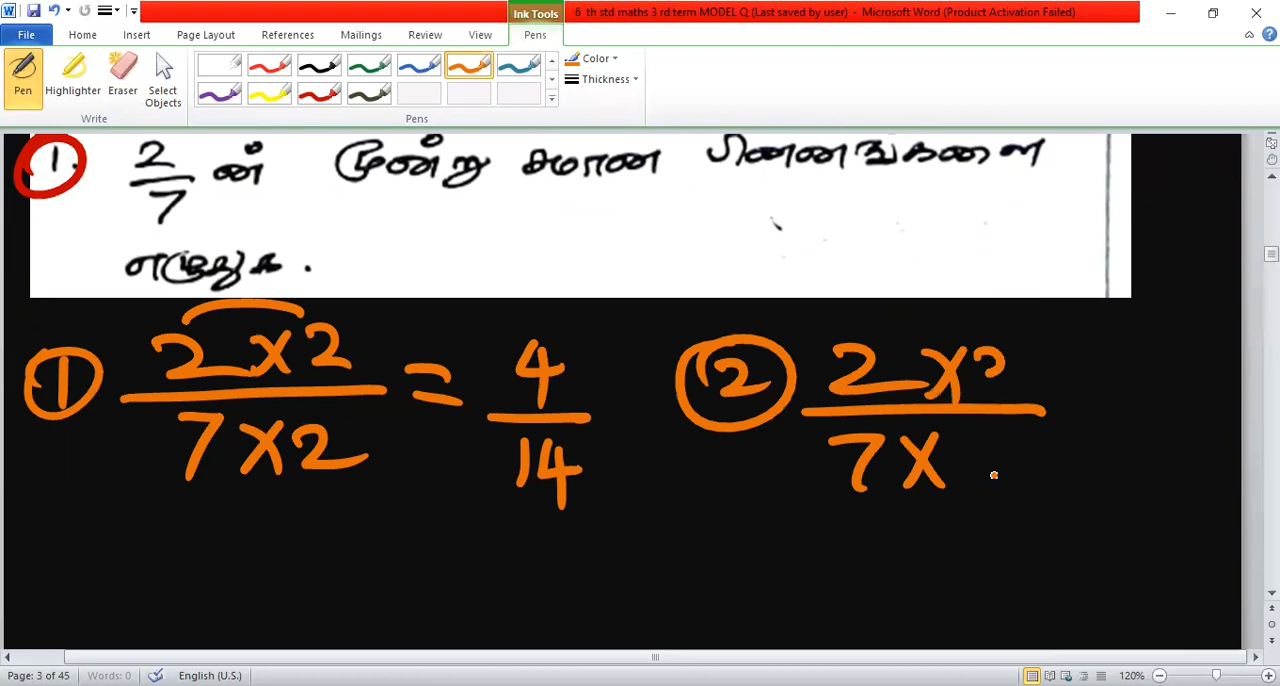 6 th std maths 3 rd term MODEL Q (Last saved by user) - Microsoft Word (Product Activation Failed)
Ink Tools
File Home Insert Page Layout References Mailings Review View Pens
Pen Highlighter Eraser Select Objects
Color
Thickness
Write Pens
1. 2/7 ன் மூன்று சமான பின்னங்களை
எழுதுக.
① 2 X 2 / 7 X 2 = 4 / 14 ② 2 X / 7 X
Page: 3 of 45 Words: 0 English (U.S.) 120%